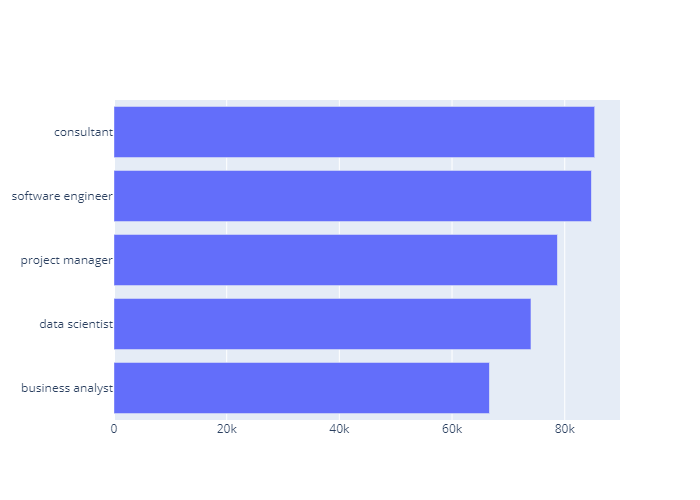 consultant
software engineer
project manager
data scientist
business analyst
0 20k 40k 60k 80k